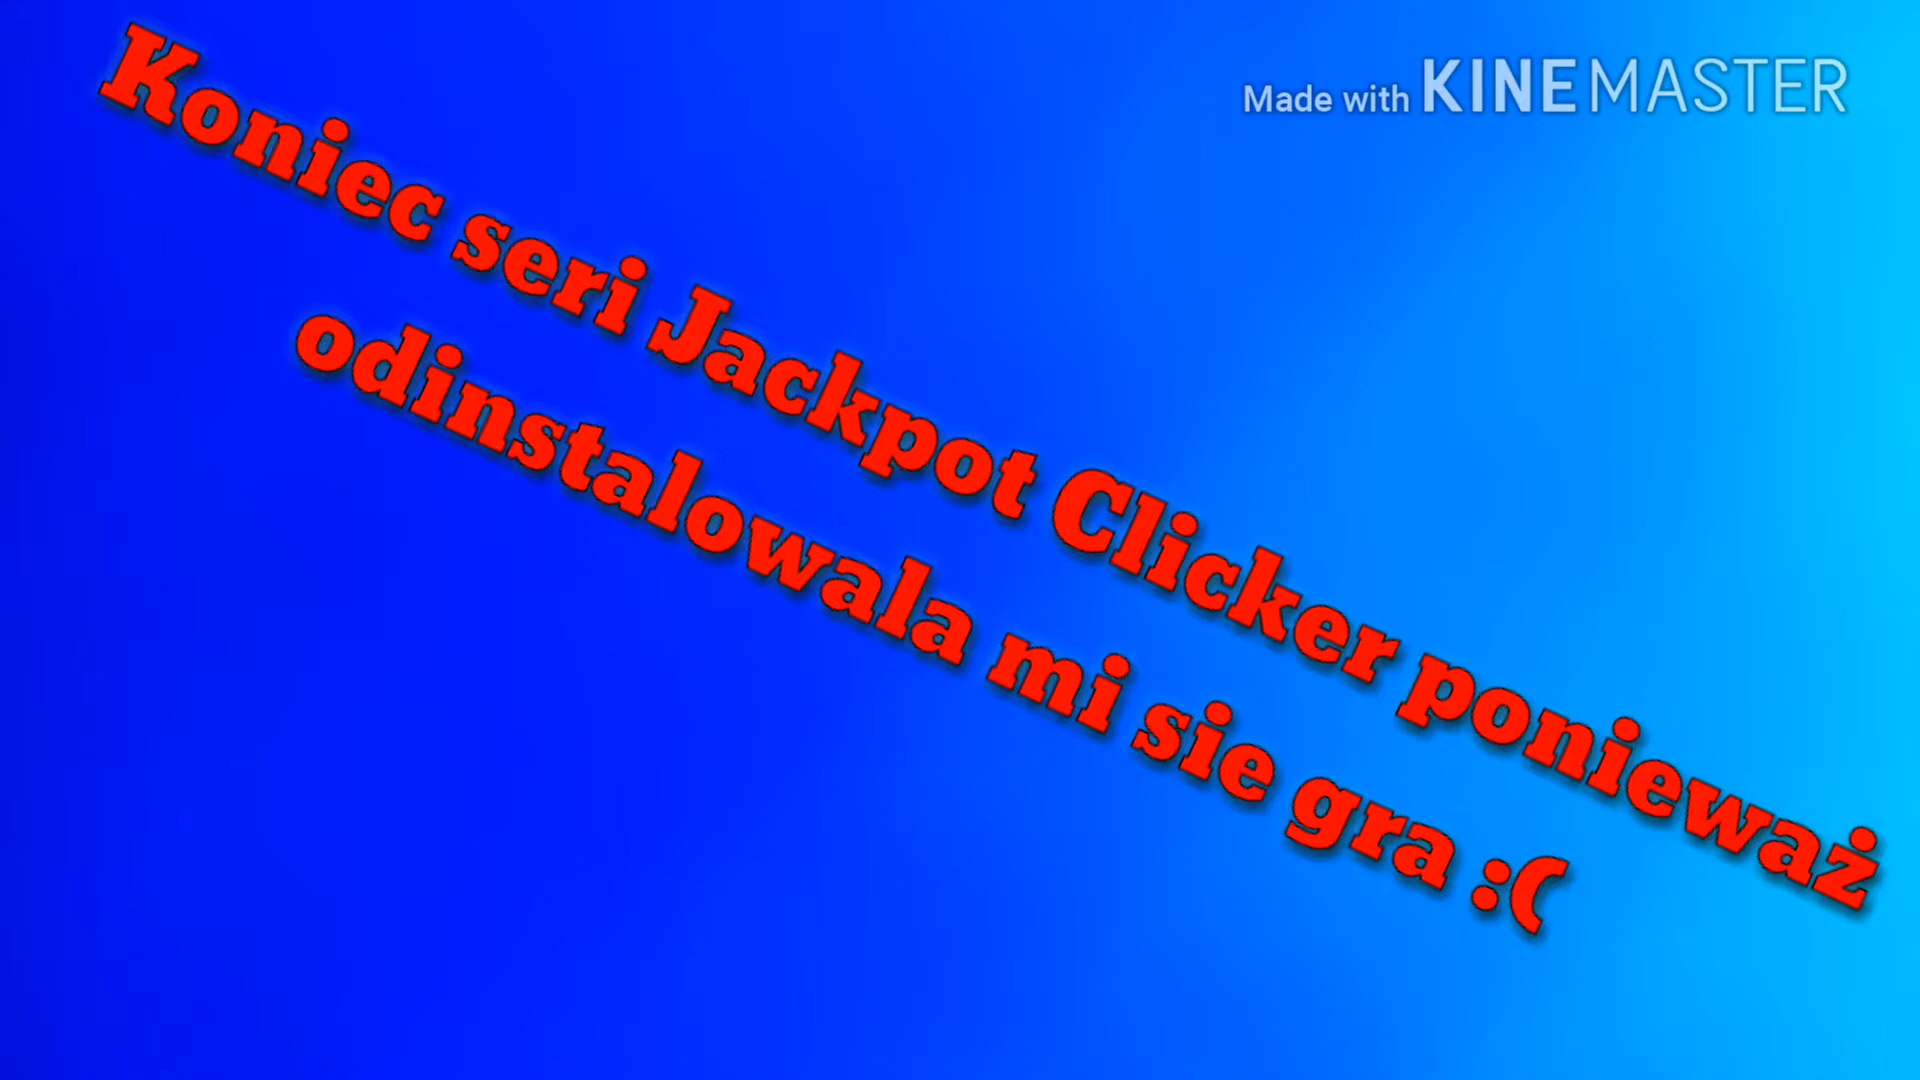 Made with KINEMASTER
Koniec seri Jackpot Clicker ponieważ
odinstalowala mi sie gra :(